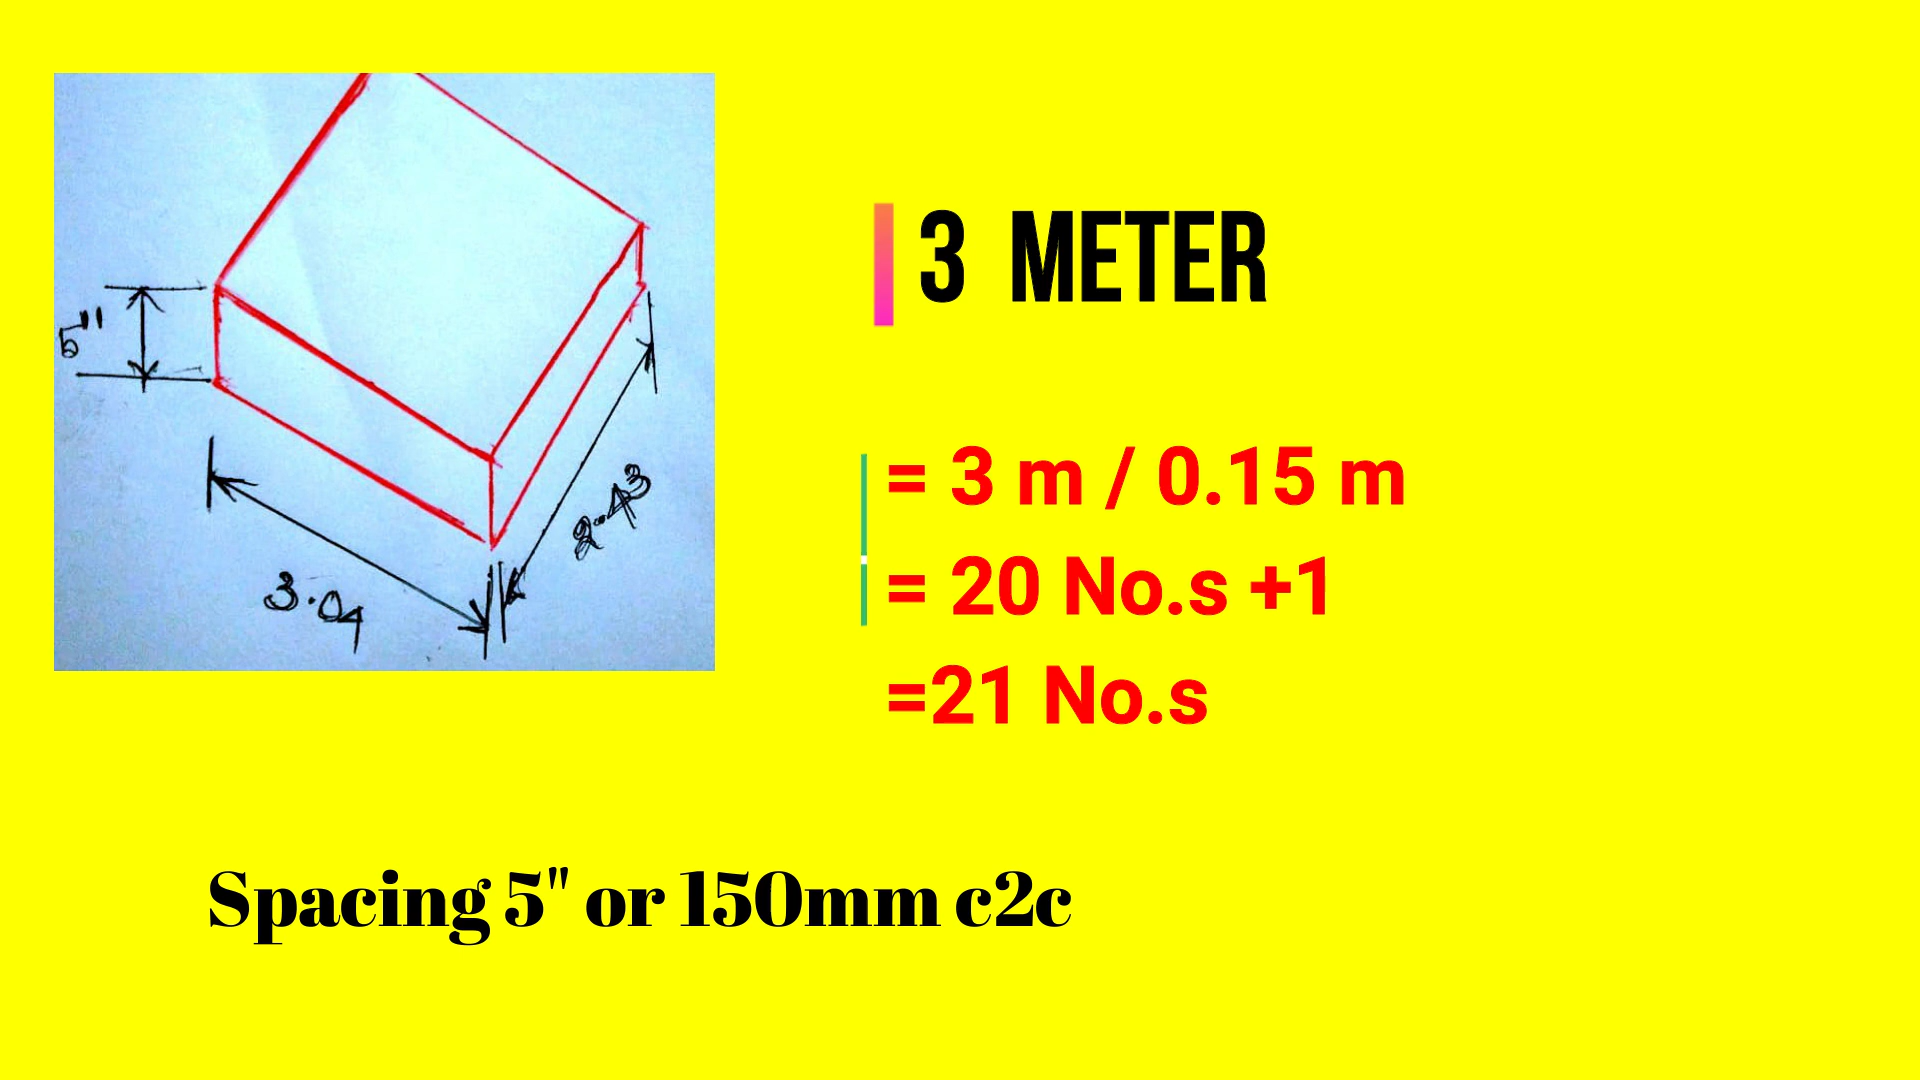 3 METER
5"
= 3 m / 0.15 m
2.43
= 20 No.s +1
3.04
=21 No.s
Spacing 5" or 150mm c2c